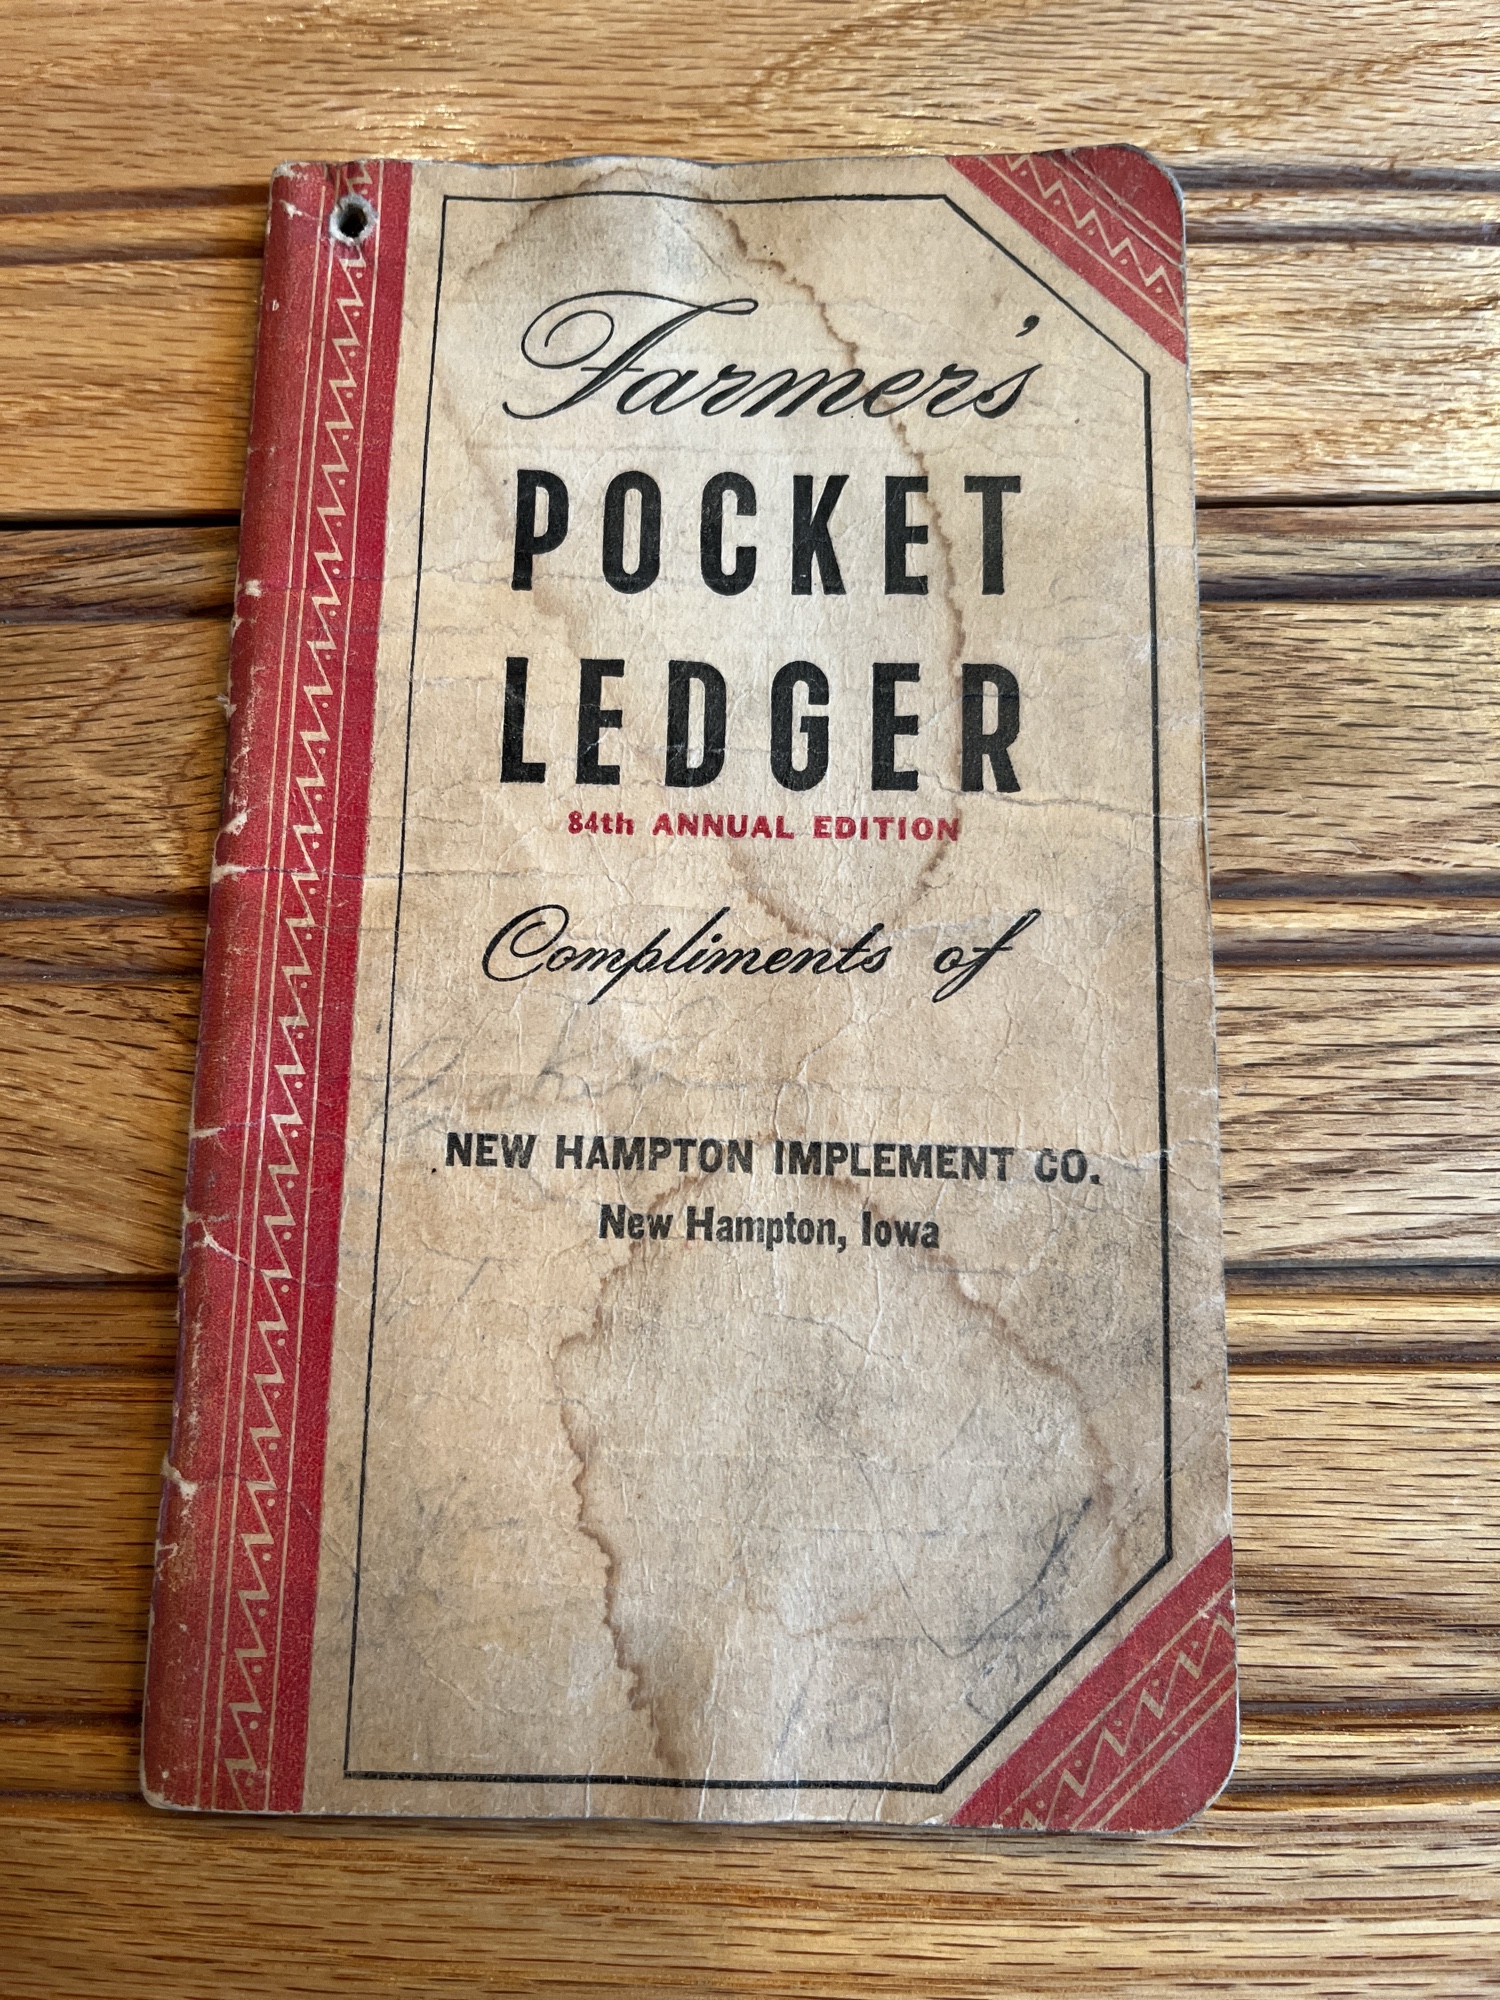 Farmer's
POCKET
LEDGER
84th ANNUAL EDITION
Compliments of
NEW HAMPTON IMPLEMENT CO.
New Hampton, Iowa